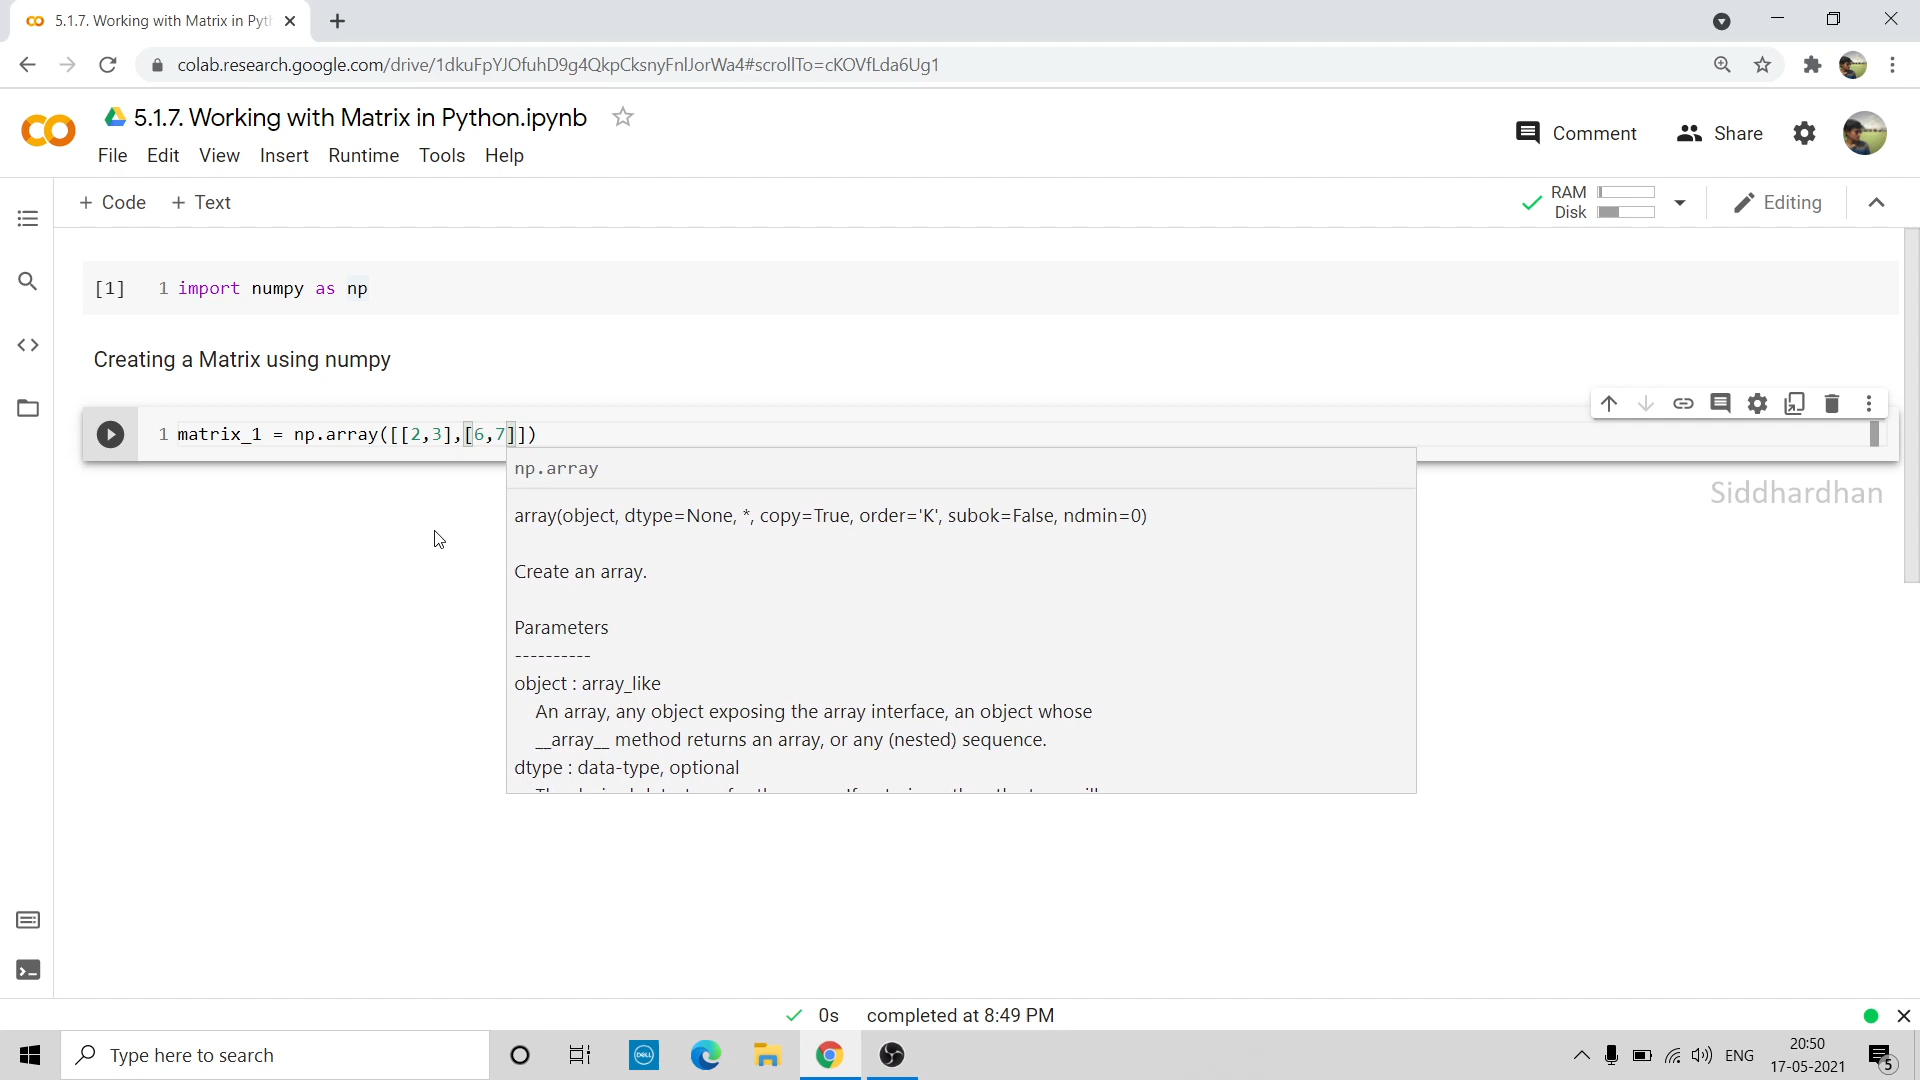 5.1.7. Working with Matrix in Pyth
colab.research.google.com/drive/1dkuFpYJOfuhD9g4QkpCksnyFnlJorWa4#scrollTo=cKOVfLda6Ug1
5.1.7. Working with Matrix in Python.ipynb
Comment
Share
File Edit View Insert Runtime Tools Help
+ Code + Text
RAM
Disk
Editing
[1] 1 import numpy as np
Creating a Matrix using numpy
1 matrix_1 = np.array([[2,3],[6,7]])
np.array
Siddhardhan
array(object, dtype=None, *, copy=True, order='K', subok=False, ndmin=0)
Create an array.
Parameters
----------
object : array_like
An array, any object exposing the array interface, an object whose
__array__ method returns an array, or any (nested) sequence.
dtype : data-type, optional
0s completed at 8:49 PM
Type here to search
DELL
ENG
20:50
17-05-2021
5